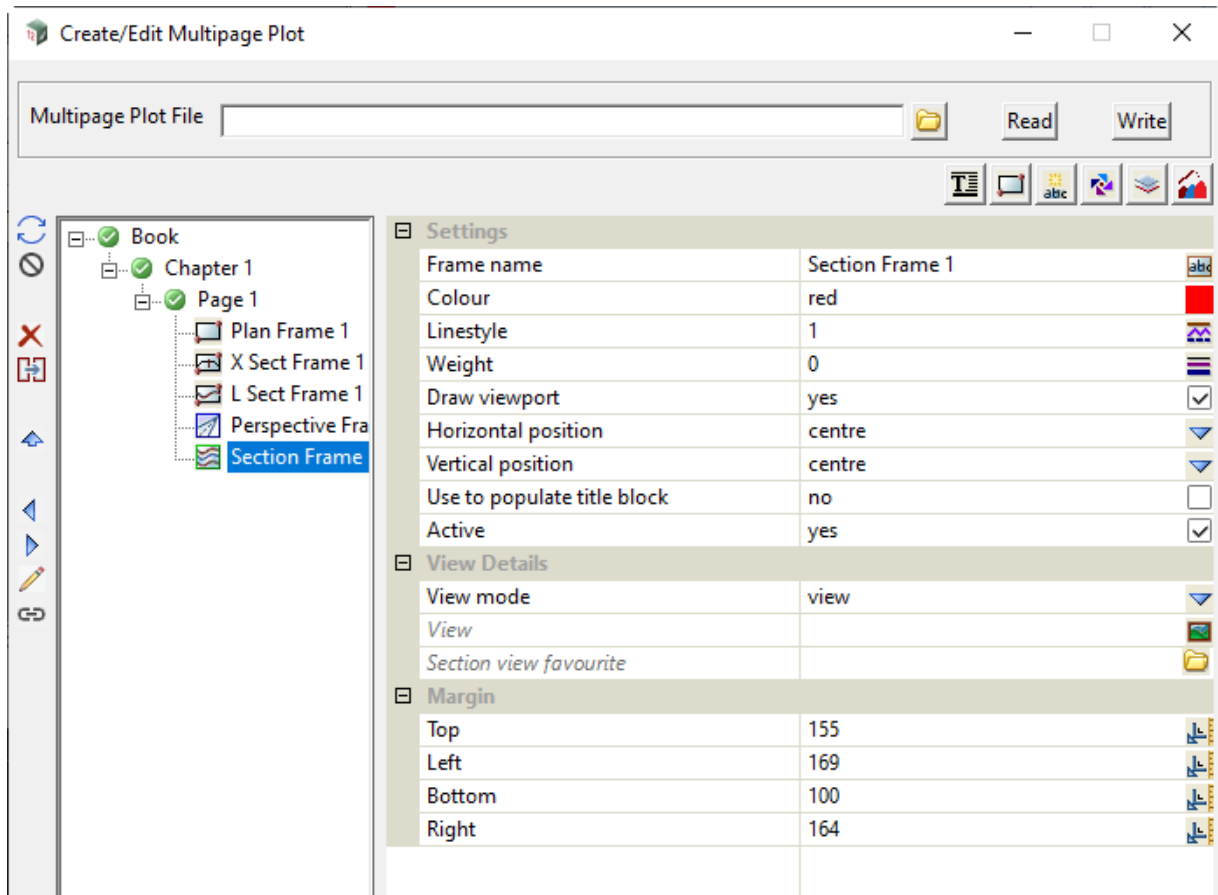 Create/Edit Multipage Plot
Multipage Plot File
Read
Write
Book
Chapter 1
Page 1
Plan Frame 1
X Sect Frame 1
L Sect Frame 1
Perspective Fra
Section Frame
Settings
Frame name Section Frame 1
Colour red
Linestyle 1
Weight 0
Draw viewport yes
Horizontal position centre
Vertical position centre
Use to populate title block no
Active yes
View Details
View mode view
View
Section view favourite
Margin
Top 155
Left 169
Bottom 100
Right 164